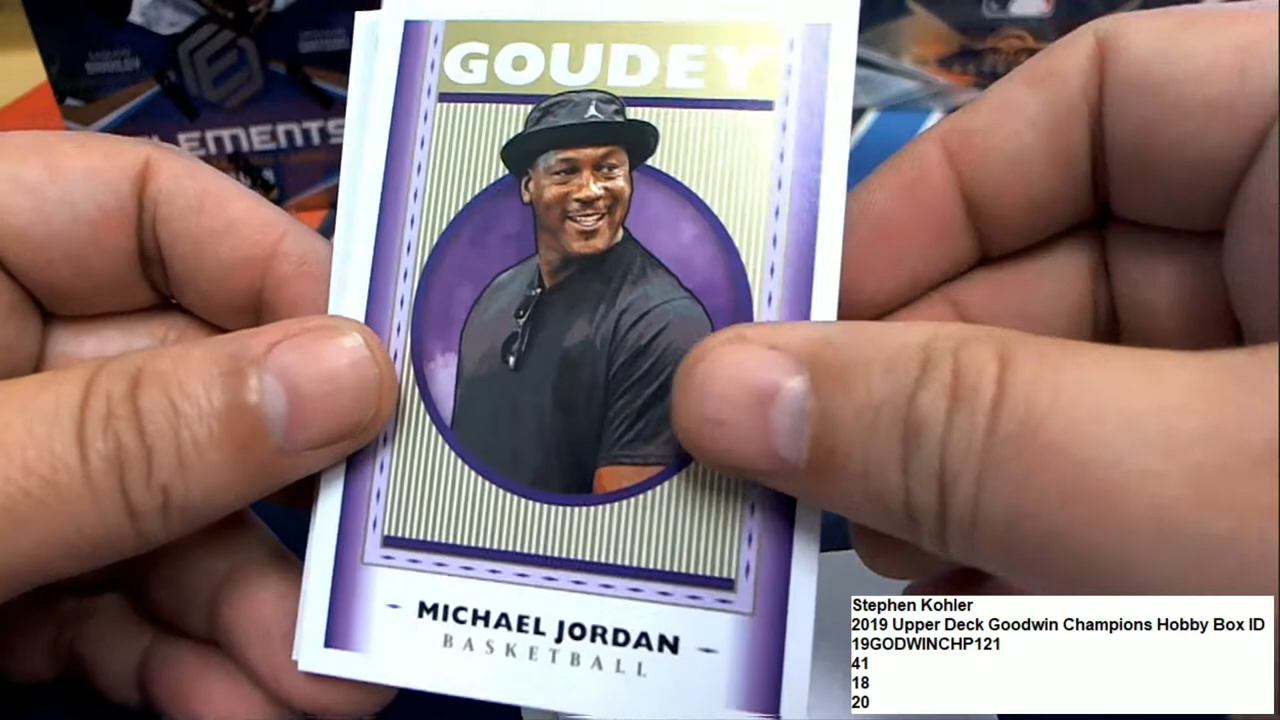 GOUDEY
ELEMENTS
MICHAEL JORDAN
BASKETBALL
Stephen Kohler
2019 Upper Deck Goodwin Champions Hobby Box ID
19GODWINCHP121
41
18
20